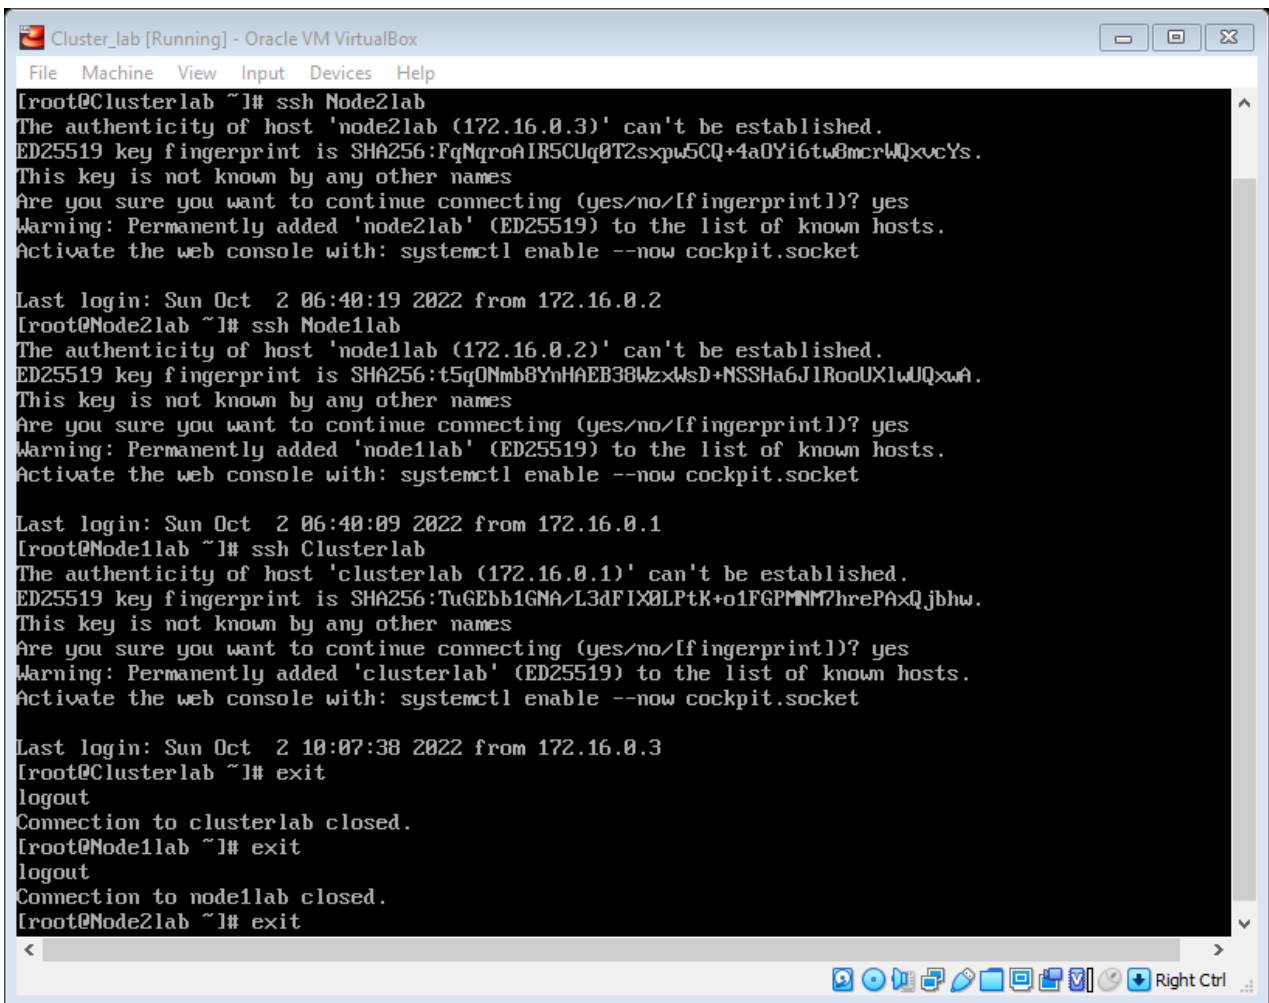 Cluster_lab [Running] - Oracle VM VirtualBox
File Machine View Input Devices Help
[root@Clusterlab ~]# ssh Node2lab
The authenticity of host 'node2lab (172.16.0.3)' can't be established.
ED25519 key fingerprint is SHA256:FqNqroAIR5CUq0T2sxpw5CQ+4aOYi6tw8mcrWQxvcYs.
This key is not known by any other names
Are you sure you want to continue connecting (yes/no/[fingerprint])? yes
Warning: Permanently added 'node2lab' (ED25519) to the list of known hosts.
Activate the web console with: systemctl enable --now cockpit.socket
Last login: Sun Oct  2 06:40:19 2022 from 172.16.0.2
[root@Node2lab ~]# ssh Node1lab
The authenticity of host 'node1lab (172.16.0.2)' can't be established.
ED25519 key fingerprint is SHA256:t5qONmb8YnHAEB38WzxWsD+NSSHa6JlRooUXlwUQxwA.
This key is not known by any other names
Are you sure you want to continue connecting (yes/no/[fingerprint])? yes
Warning: Permanently added 'node1lab' (ED25519) to the list of known hosts.
Activate the web console with: systemctl enable --now cockpit.socket
Last login: Sun Oct  2 06:40:09 2022 from 172.16.0.1
[root@Node1lab ~]# ssh Clusterlab
The authenticity of host 'clusterlab (172.16.0.1)' can't be established.
ED25519 key fingerprint is SHA256:TuGEbb1GNA/L3dFIX0LPtK+o1FGPMNM7hrePAxQjbhw.
This key is not known by any other names
Are you sure you want to continue connecting (yes/no/[fingerprint])? yes
Warning: Permanently added 'clusterlab' (ED25519) to the list of known hosts.
Activate the web console with: systemctl enable --now cockpit.socket
Last login: Sun Oct  2 10:07:38 2022 from 172.16.0.3
[root@Clusterlab ~]# exit
logout
Connection to clusterlab closed.
[root@Node1lab ~]# exit
logout
Connection to node1lab closed.
[root@Node2lab ~]# exit
Right Ctrl